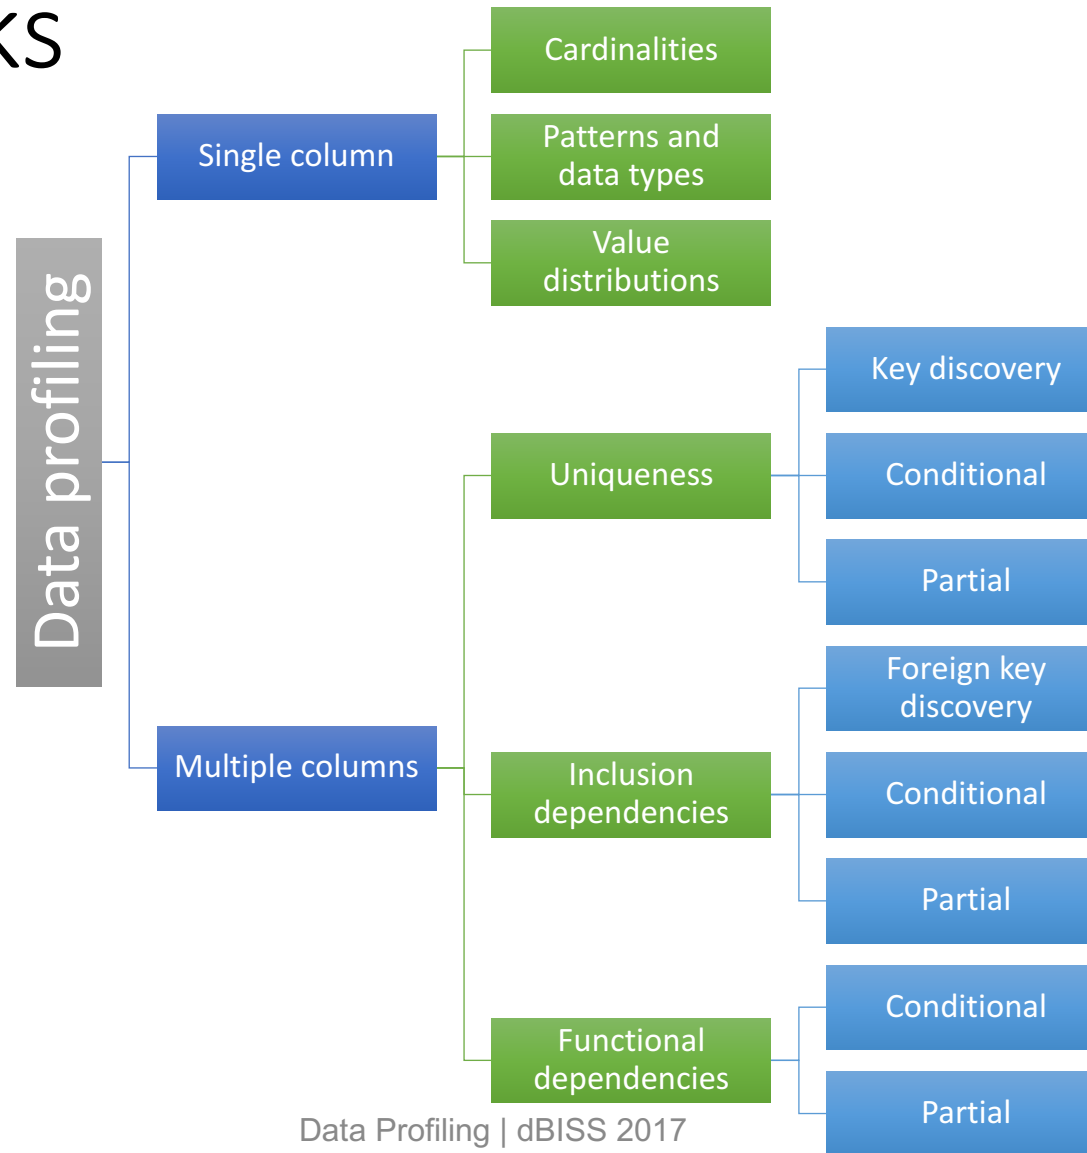 KS
Data profiling
Single column
Cardinalities
Patterns and
data types
Value
distributions
Multiple columns
Uniqueness
Key discovery
Conditional
Partial
Inclusion
dependencies
Foreign key
discovery
Conditional
Partial
Functional
dependencies
Conditional
Partial
Data Profiling | dBISS 2017